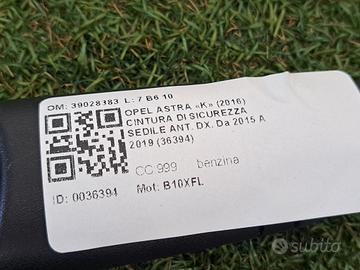 OM: 39028383 L: 7 B6 10
OPEL ASTRA «K» (2016)
CINTURA DI SICUREZZA
SEDILE ANT. DX. Da 2015 A
2019 (36394)
CC 999 benzina
ID: 0036394
Mot. B10XFL
subito